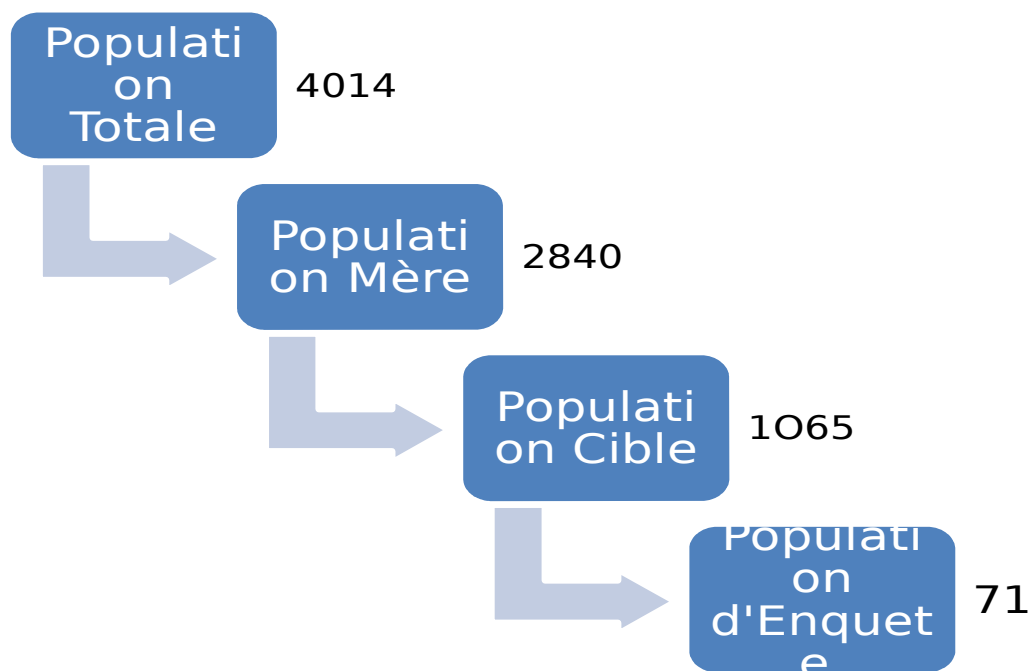 Populati
on
Totale
4014
Populati
on Mère
2840
Populati
on Cible
1O65
Populati
on
d'Enquet
e
71